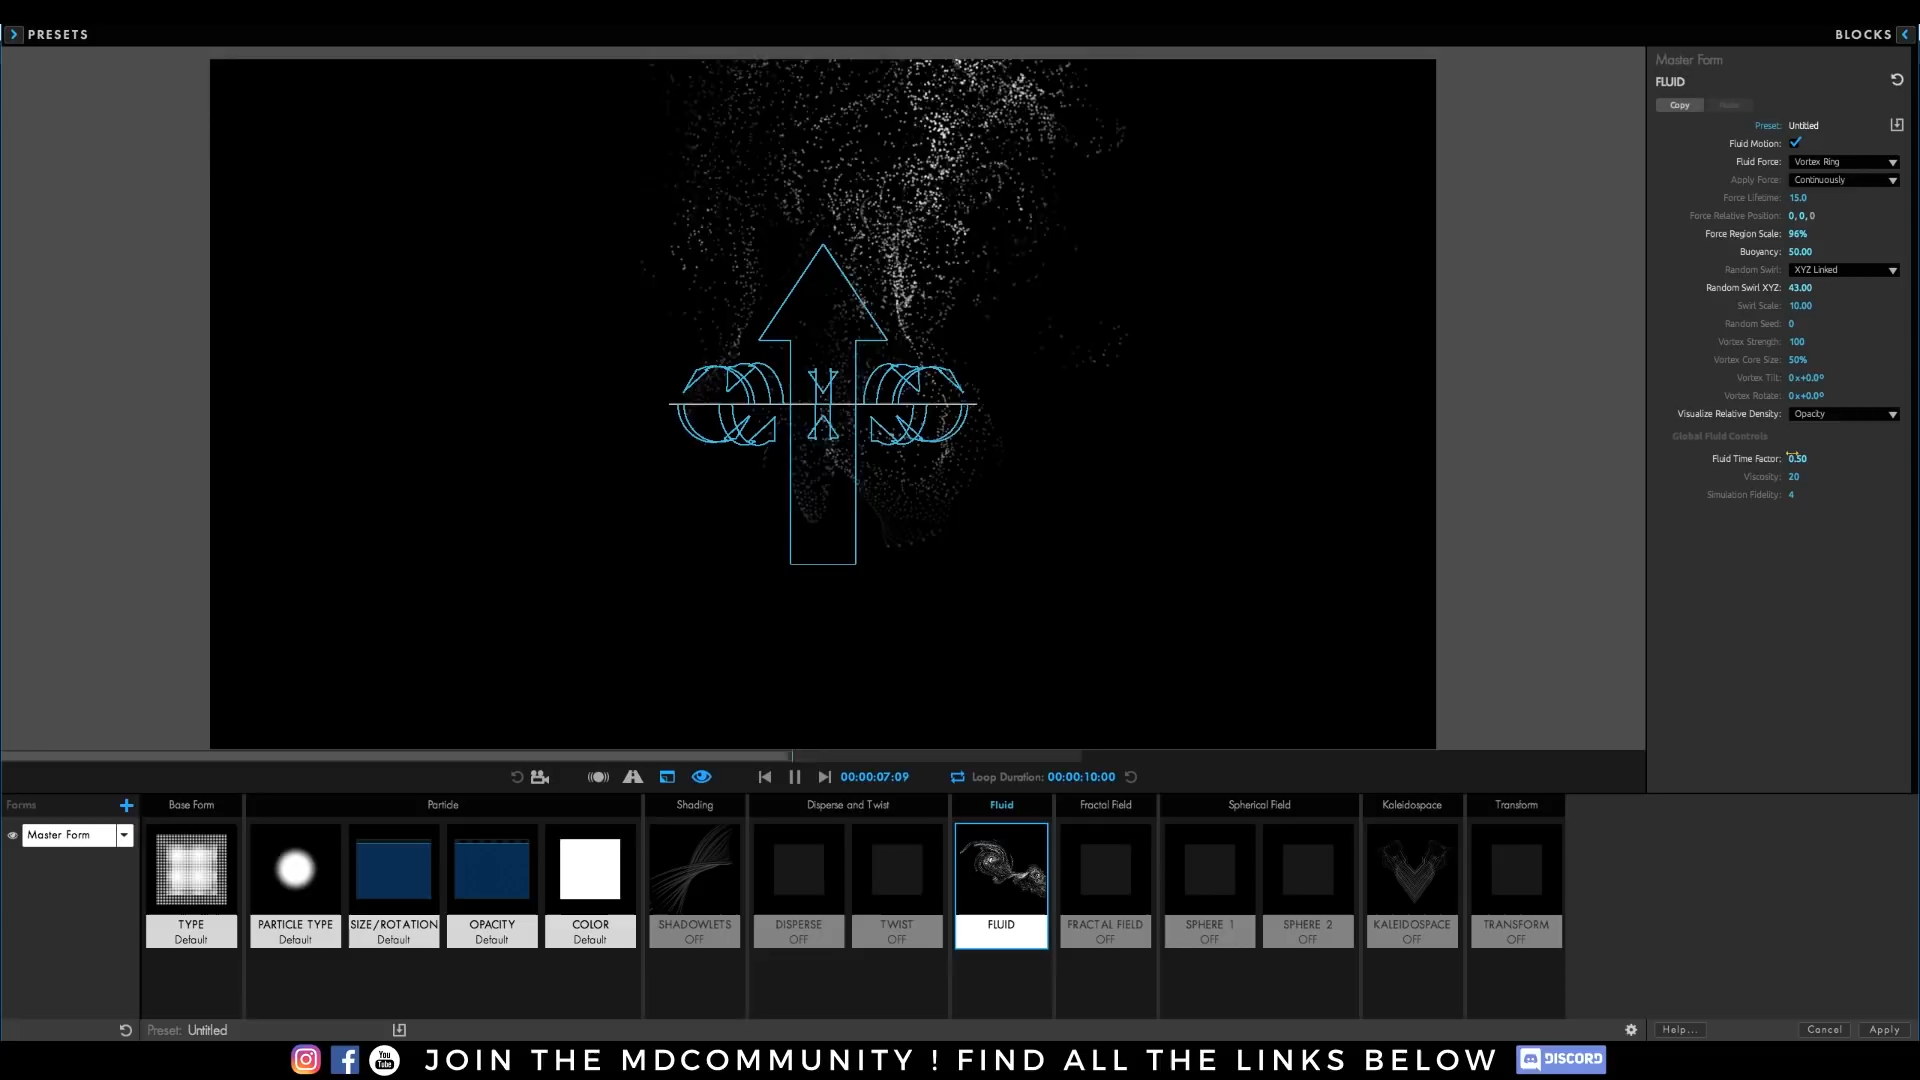 PRESETS
BLOCKS
Master Form
FLUID
Copy
Preset: Untitled
Fluid Motion:
Fluid Force: Vortex Ring
Apply Force: Continuously
Force Lifetime: 15.0
Force Relative Position: 0, 0, 0
Force Region Scale: 96%
Buoyancy: 50.00
Random Swirl: XYZ Linked
Random Swirl XYZ: 43.00
Swirl Scale: 10.00
Random Seed: 0
Vortex Strength: 100
Vortex Core Size: 50%
Vortex Tilt: 0x+0.0°
Vortex Rotate: 0x+0.0°
Visualize Relative Density: Opacity
Global Fluid Controls
Fluid Time Factor: 0.50
Viscosity: 20
Simulation Fidelity: 4
00:00:07:09 Loop Duration: 00:00:10:00
Forms Base Form Particle Shading Disperse and Twist Fluid Fractal Field Spherical Field Kaleidospace Transform
Master Form
TYPE PARTICLE TYPE SIZE/ROTATION OPACITY COLOR SHADOWLETS DISPERSE TWIST FLUID FRACTAL FIELD SPHERE 1 SPHERE 2 KALEIDOSPACE TRANSFORM
Default Default Default Default Default OFF OFF OFF OFF OFF OFF OFF OFF
Preset: Untitled Help... Cancel Apply
You Tube JOIN THE MDCOMMUNITY ! FIND ALL THE LINKS BELOW DISCORD